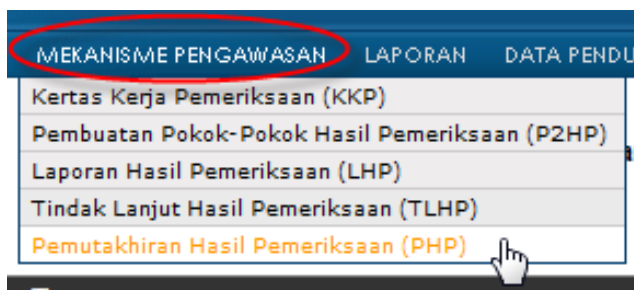 MEKANISME PENGAWASAN LAPORAN DATA PENDU
Kertas Kerja Pemeriksaan (KKP)
Pembuatan Pokok-Pokok Hasil Pemeriksaan (P2HP)
Laporan Hasil Pemeriksaan (LHP)
Tindak Lanjut Hasil Pemeriksaan (TLHP)
Pemutakhiran Hasil Pemeriksaan (PHP)